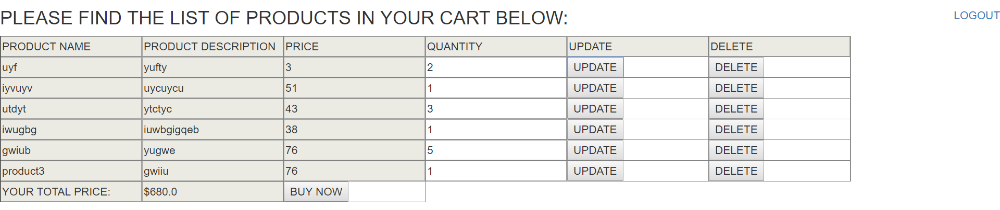 PLEASE FIND THE LIST OF PRODUCTS IN YOUR CART BELOW: LOGOUT
PRODUCT NAME PRODUCT DESCRIPTION PRICE QUANTITY UPDATE DELETE
uyf yufty 3 2 UPDATE DELETE
iyvuyv uycuycu 51 1 UPDATE DELETE
utdyt ytctyc 43 3 UPDATE DELETE
iwugbg iuwbgigqeb 38 1 UPDATE DELETE
gwiub yugwe 76 5 UPDATE DELETE
product3 gwiiu 76 1 UPDATE DELETE
YOUR TOTAL PRICE: $680.0 BUY NOW